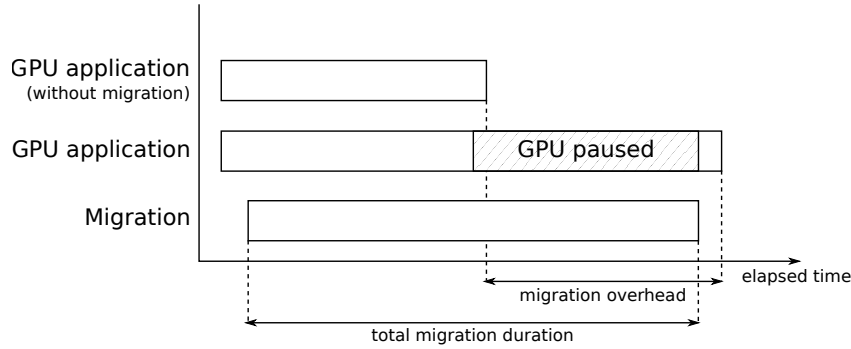 GPU application
(without migration)
GPU application
GPU paused
Migration
elapsed time
migration overhead
total migration duration